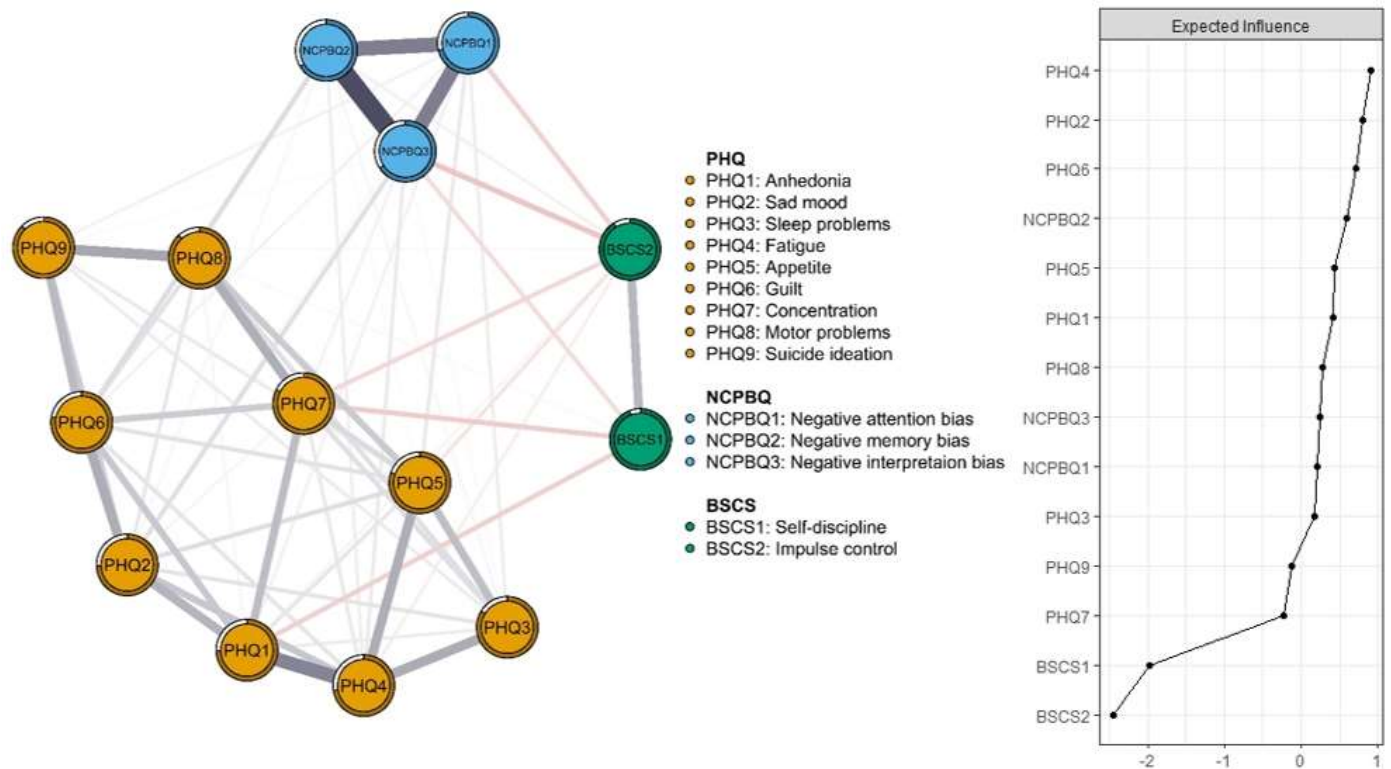 NCPBQ2
NCPBQ1
NCPBQ3
PHQ9
PHQ8
BSCS2
PHQ6
PHQ7
BSCS1
PHQ5
PHQ2
PHQ1
PHQ4
PHQ3
PHQ
PHQ1: Anhedonia
PHQ2: Sad mood
PHQ3: Sleep problems
PHQ4: Fatigue
PHQ5: Appetite
PHQ6: Guilt
PHQ7: Concentration
PHQ8: Motor problems
PHQ9: Suicide ideation
NCPBQ
NCPBQ1: Negative attention bias
NCPBQ2: Negative memory bias
NCPBQ3: Negative interpretaion bias
BSCS
BSCS1: Self-discipline
BSCS2: Impulse control
Expected Influence
PHQ4
PHQ2
PHQ6
NCPBQ2
PHQ5
PHQ1
PHQ8
NCPBQ3
NCPBQ1
PHQ3
PHQ9
PHQ7
BSCS1
BSCS2
-2 -1 0 1